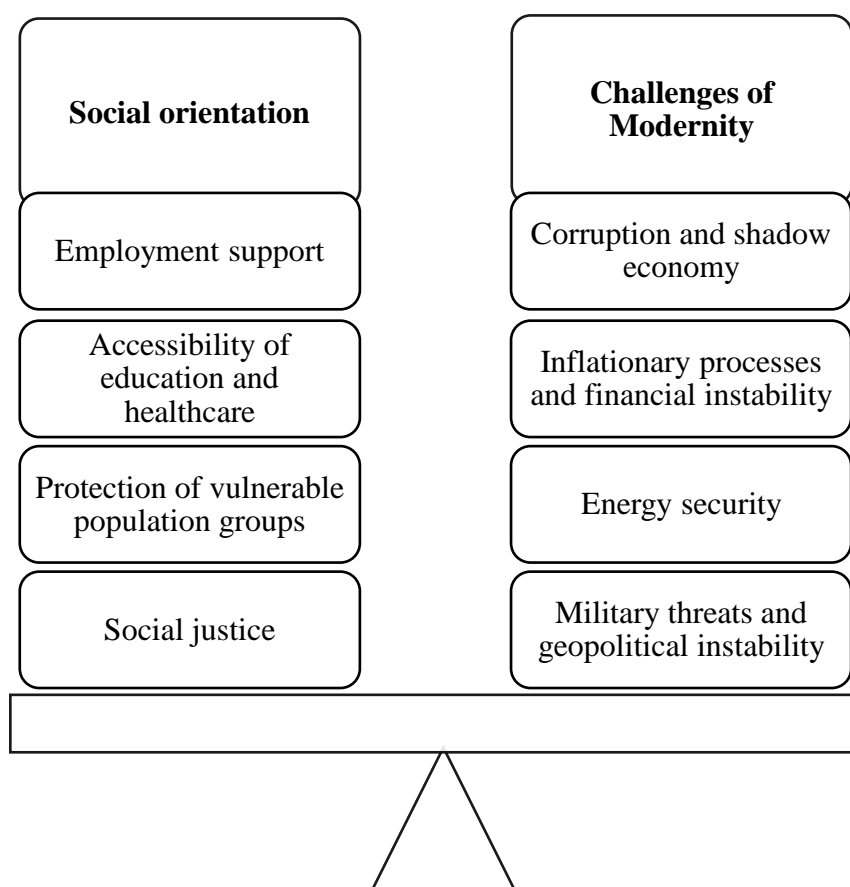 Social orientation
Employment support
Accessibility of
education and
healthcare
Protection of vulnerable
population groups
Social justice
Challenges of
Modernity
Corruption and shadow
economy
Inflationary processes
and financial instability
Energy security
Military threats and
geopolitical instability